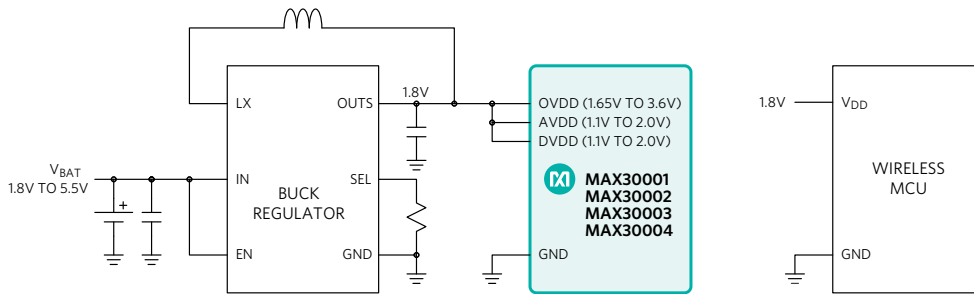 LX
OUTS
1.8V
VBAT
1.8V TO 5.5V
IN
BUCK
REGULATOR
SEL
EN
GND
+
OVDD (1.65V TO 3.6V)
AVDD (1.1V TO 2.0V)
DVDD (1.1V TO 2.0V)
MAX30001
MAX30002
MAX30003
MAX30004
GND
1.8V
VDD
WIRELESS
MCU
GND